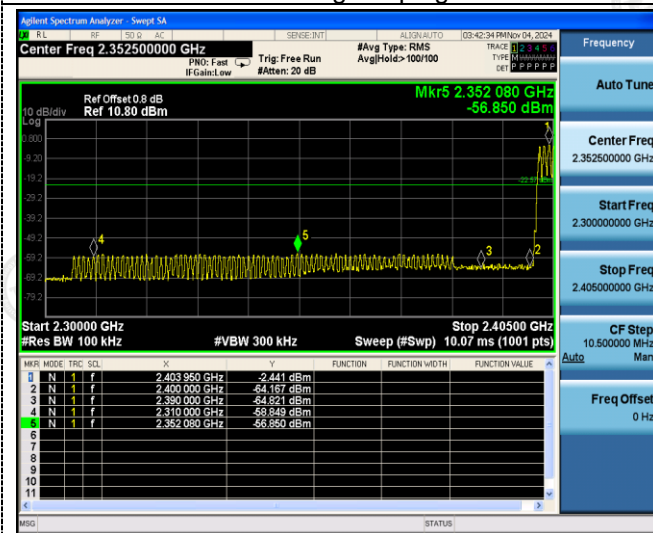 Agilent Spectrum Analyzer - Swept SA
RL RF 50 Ω AC SENSE:INT ALIGNAUTO 03:42:34 PM Nov 04, 2024
Center Freq 2.352500000 GHz
#Avg Type: RMS
TRACE 1 2 3 4 5 6
PNO: Fast Trig: Free Run Avg|Hold:>100/100
TYPE M
IFGain:Low #Atten: 20 dB
DET P P P P P P
Ref Offset 0.8 dB
10 dB/div Ref 10.80 dBm
Log
Mkr5 2.352 080 GHz
-56.850 dBm
0.800
-9.20
-19.2
-29.2
-39.2
-49.2
-59.2
-69.2
-79.2
1
2
3
4
5
Start 2.30000 GHz Stop 2.40500 GHz
#Res BW 100 kHz #VBW 300 kHz Sweep (#Swp) 10.07 ms (1001 pts)
MKR MODE TRC SCL X Y FUNCTION FUNCTION WIDTH FUNCTION VALUE
1 N 1 f 2.403 950 GHz -2.441 dBm
2 N 1 f 2.400 000 GHz -64.167 dBm
3 N 1 f 2.390 000 GHz -64.821 dBm
4 N 1 f 2.310 000 GHz -58.849 dBm
5 N 1 f 2.352 080 GHz -56.850 dBm
6
7
8
9
10
11
MSG STATUS
Frequency
Auto Tune
Center Freq
2.352500000 GHz
Start Freq
2.300000000 GHz
Stop Freq
2.405000000 GHz
CF Step
10.500000 MHz
Auto Man
Freq Offset
0 Hz